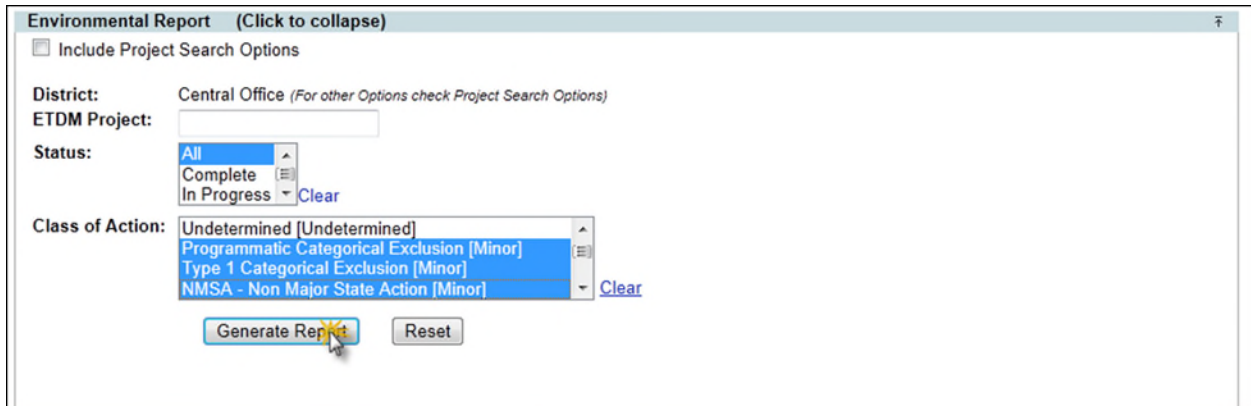 Environmental Report (Click to collapse)
Include Project Search Options
District: Central Office (For other Options check Project Search Options)
ETDM Project:
Status: All
Complete
In Progress Clear
Class of Action: Undetermined [Undetermined]
Programmatic Categorical Exclusion [Minor]
Type 1 Categorical Exclusion [Minor]
NMSA - Non Major State Action [Minor] Clear
Generate Report Reset